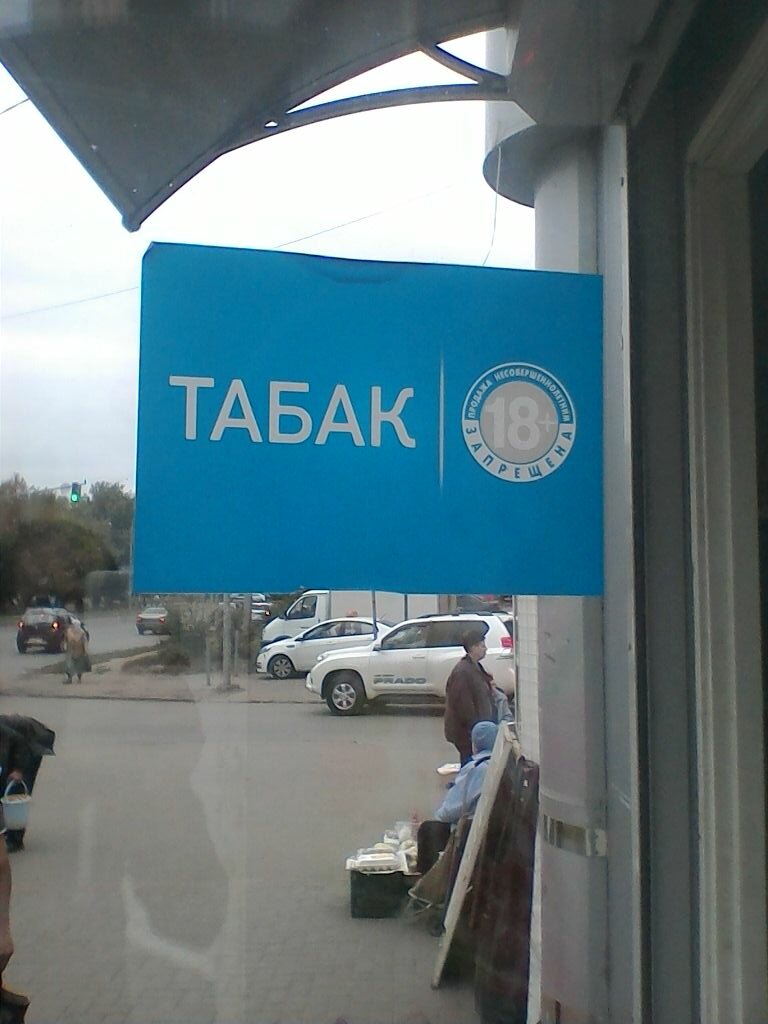 ТАБАК
ПРОДАЖА НЕСОВЕРШЕННОЛЕТНИМ
18+
ЗАПРЕЩЕНА
PRADO